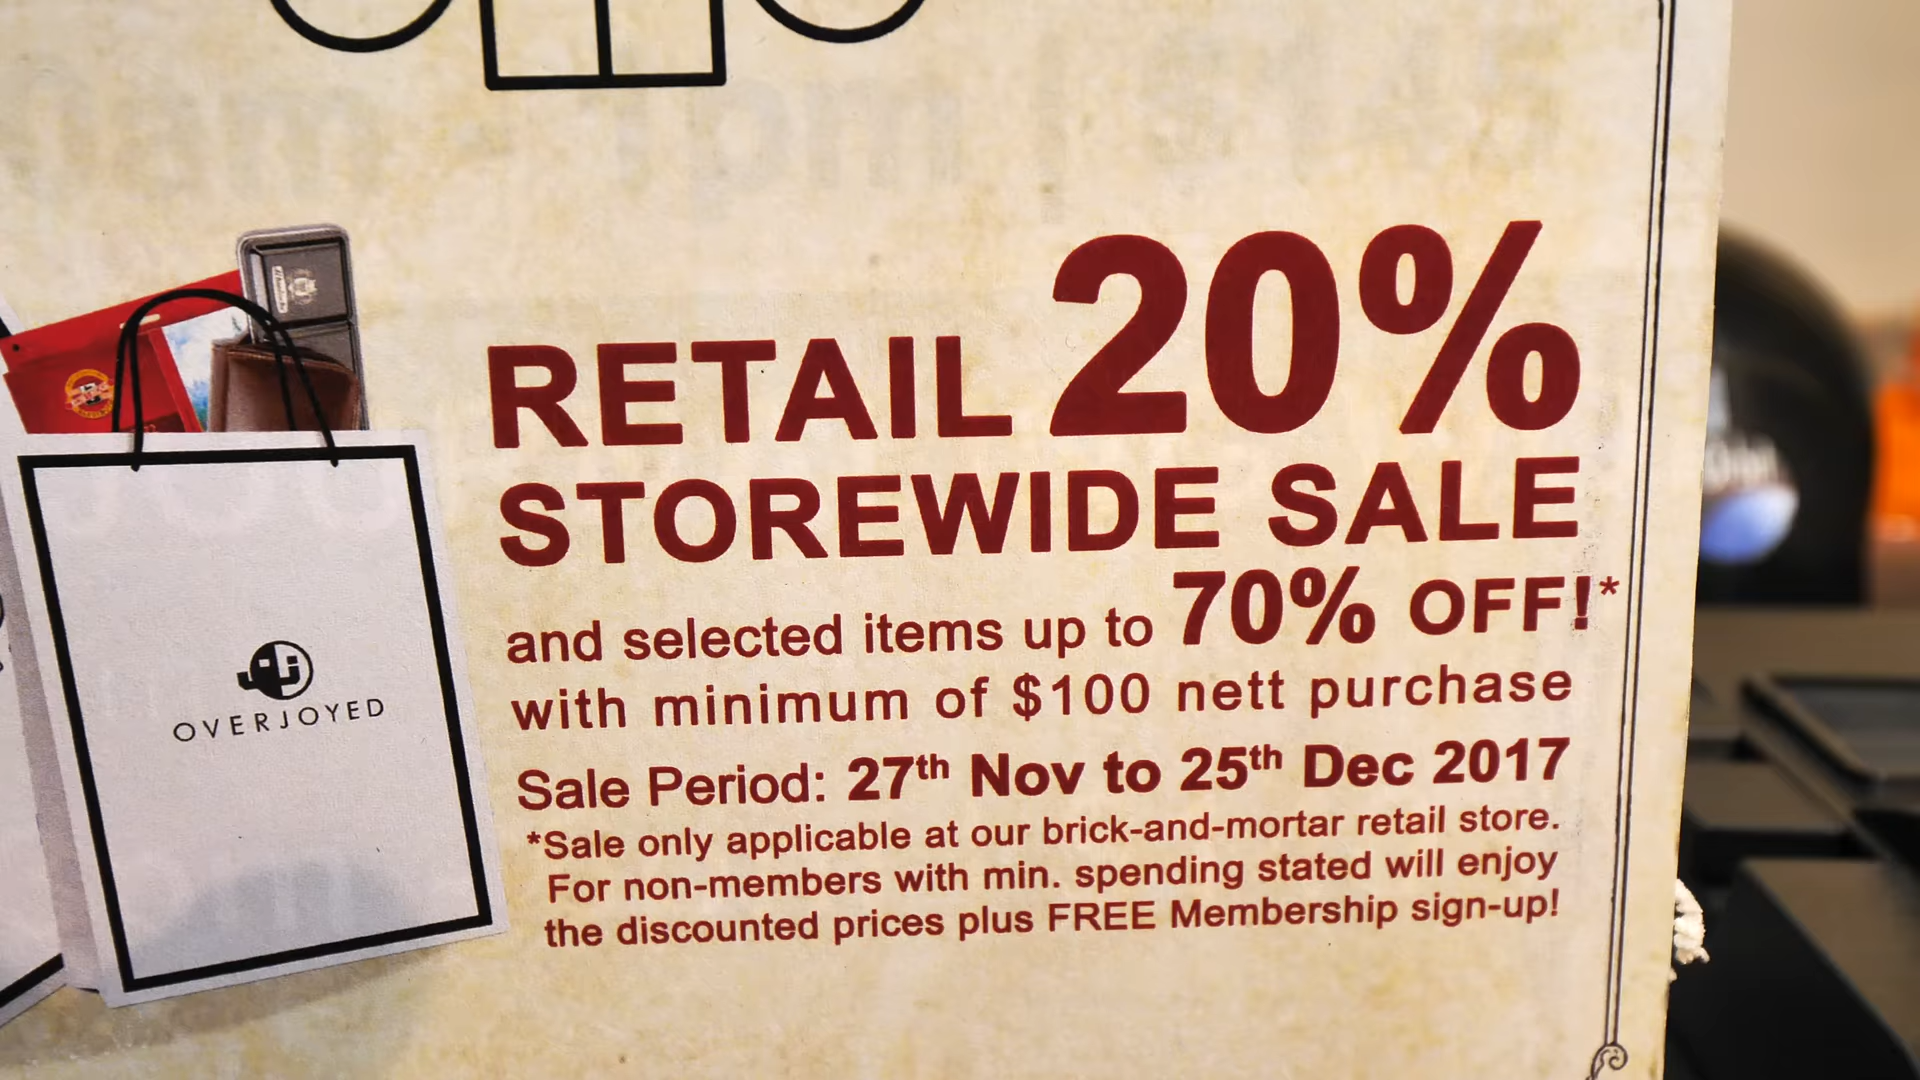 RETAIL 20%
STOREWIDE SALE
and selected items up to 70% OFF!*
with minimum of $100 nett purchase
Sale Period: 27th Nov to 25th Dec 2017
*Sale only applicable at our brick-and-mortar retail store.
For non-members with min. spending stated will enjoy
the discounted prices plus FREE Membership sign-up!
OVERJOYED